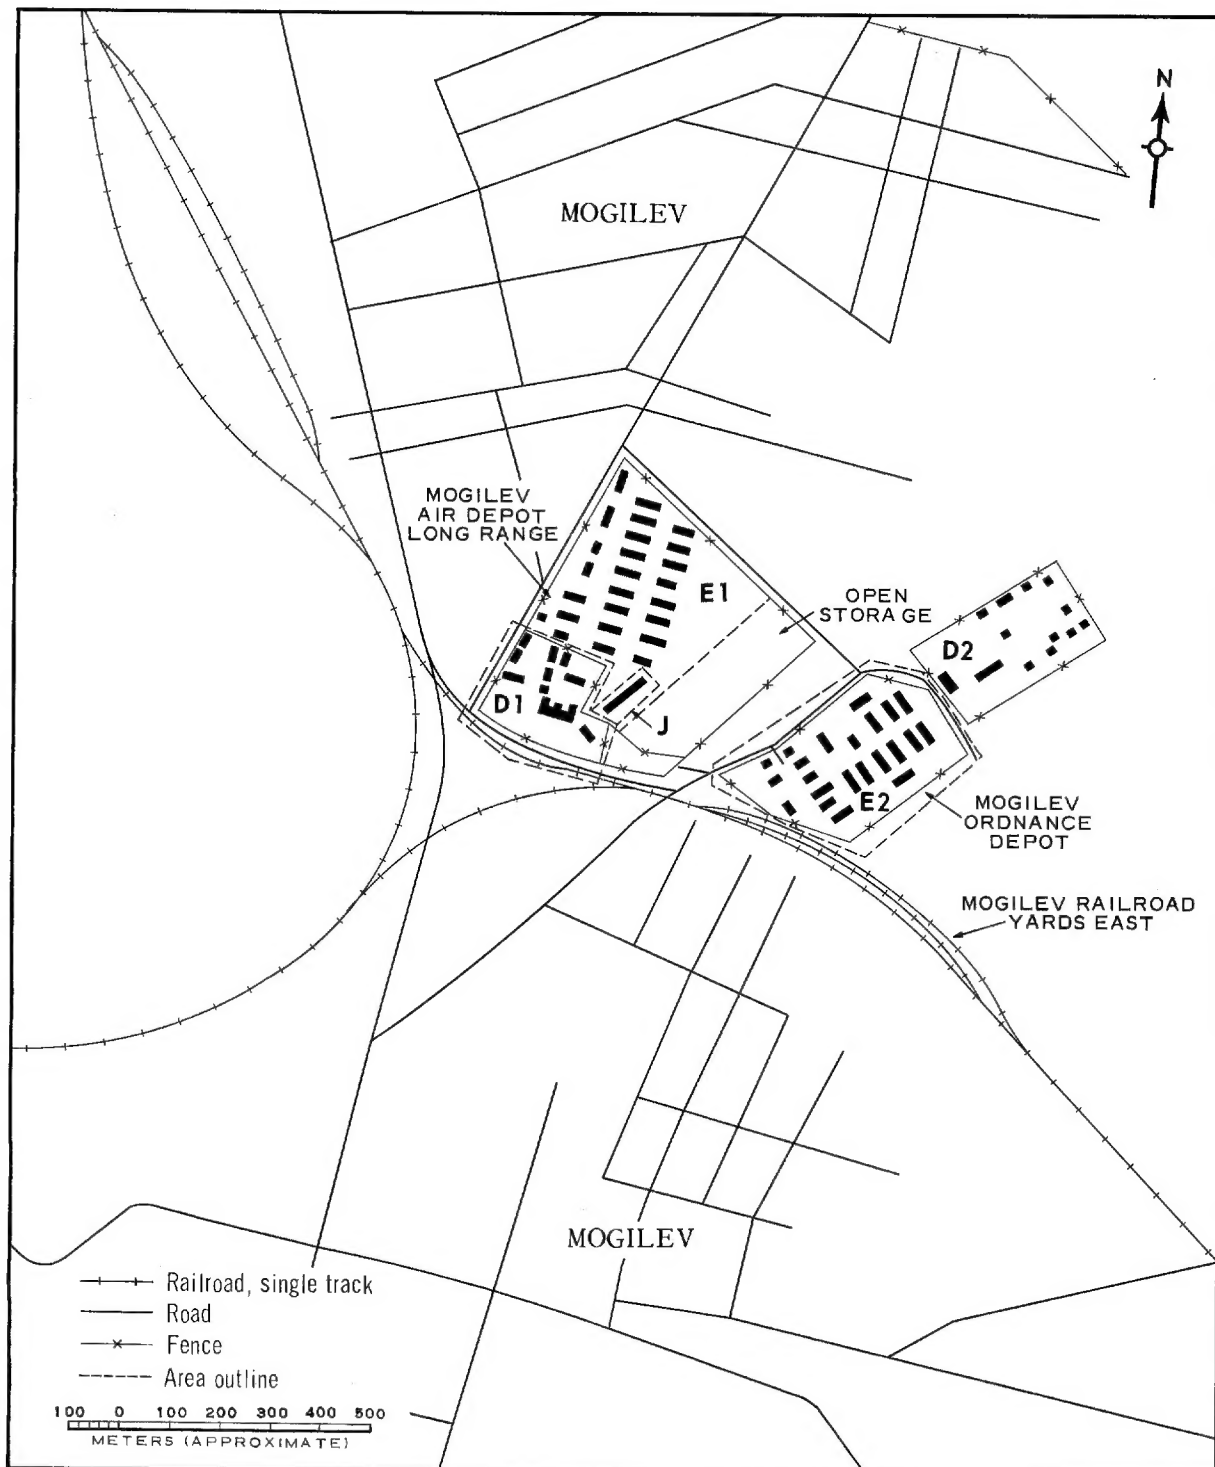 N
MOGILEV
MOGILEV
AIR DEPOT
LONG RANGE
E1
OPEN
STORAGE
D2
D1
J
E2
MOGILEV
ORDNANCE
DEPOT
MOGILEV RAILROAD
YARDS EAST
MOGILEV
Railroad, single track
Road
Fence
Area outline
100 0 100 200 300 400 500
METERS (APPROXIMATE)